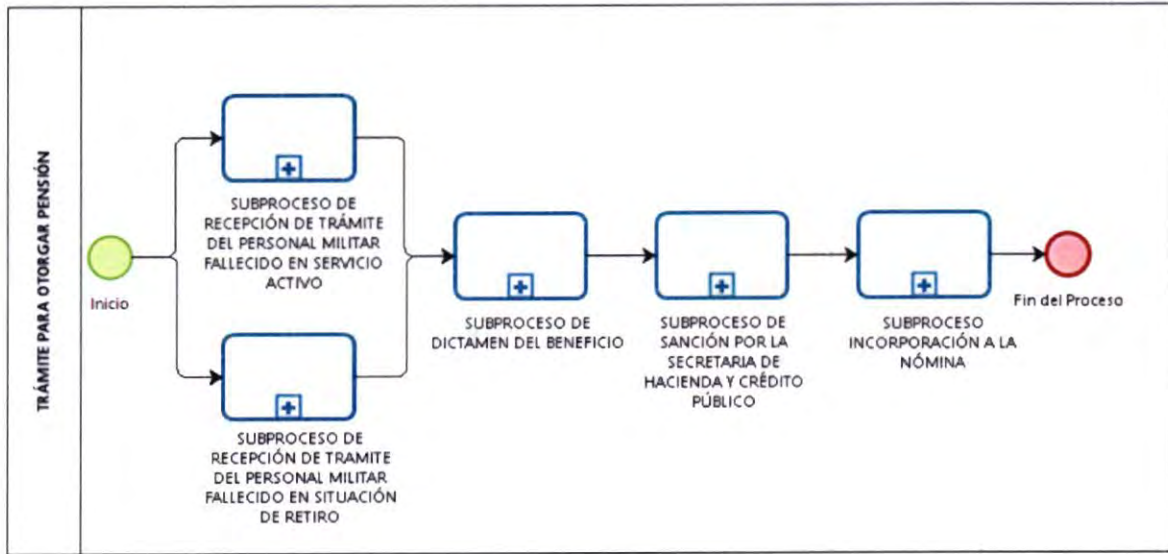 TRÁMITE PARA OTORGAR PENSIÓN
Inicio
SUBPROCESO DE
RECEPCIÓN DE TRÁMITE
DEL PERSONAL MILITAR
FALLECIDO EN SERVICIO
ACTIVO
SUBPROCESO DE
RECEPCIÓN DE TRAMITE
DEL PERSONAL MILITAR
FALLECIDO EN SITUACIÓN
DE RETIRO
SUBPROCESO DE
DICTAMEN DEL BENEFICIO
SUBPROCESO DE
SANCIÓN POR LA
SECRETARIA DE
HACIENDA Y CRÉDITO
PÚBLICO
SUBPROCESO
INCORPORACIÓN A LA
NÓMINA
Fin del Proceso